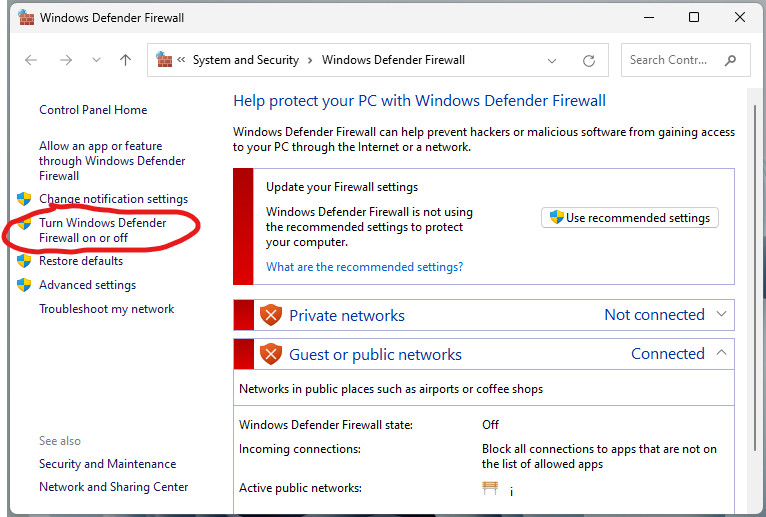 Windows Defender Firewall
« System and Security > Windows Defender Firewall
Search Contr...
Control Panel Home
Allow an app or feature
through Windows Defender
Firewall
Change notification settings
Turn Windows Defender
Firewall on or off
Restore defaults
Advanced settings
Troubleshoot my network
See also
Security and Maintenance
Network and Sharing Center
Help protect your PC with Windows Defender Firewall
Windows Defender Firewall can help prevent hackers or malicious software from gaining access
to your PC through the Internet or a network.
Update your Firewall settings
Windows Defender Firewall is not using
the recommended settings to protect
your computer.
Use recommended settings
What are the recommended settings?
Private networks Not connected
Guest or public networks Connected
Networks in public places such as airports or coffee shops
Windows Defender Firewall state: Off
Incoming connections: Block all connections to apps that are not on
the list of allowed apps
Active public networks: i